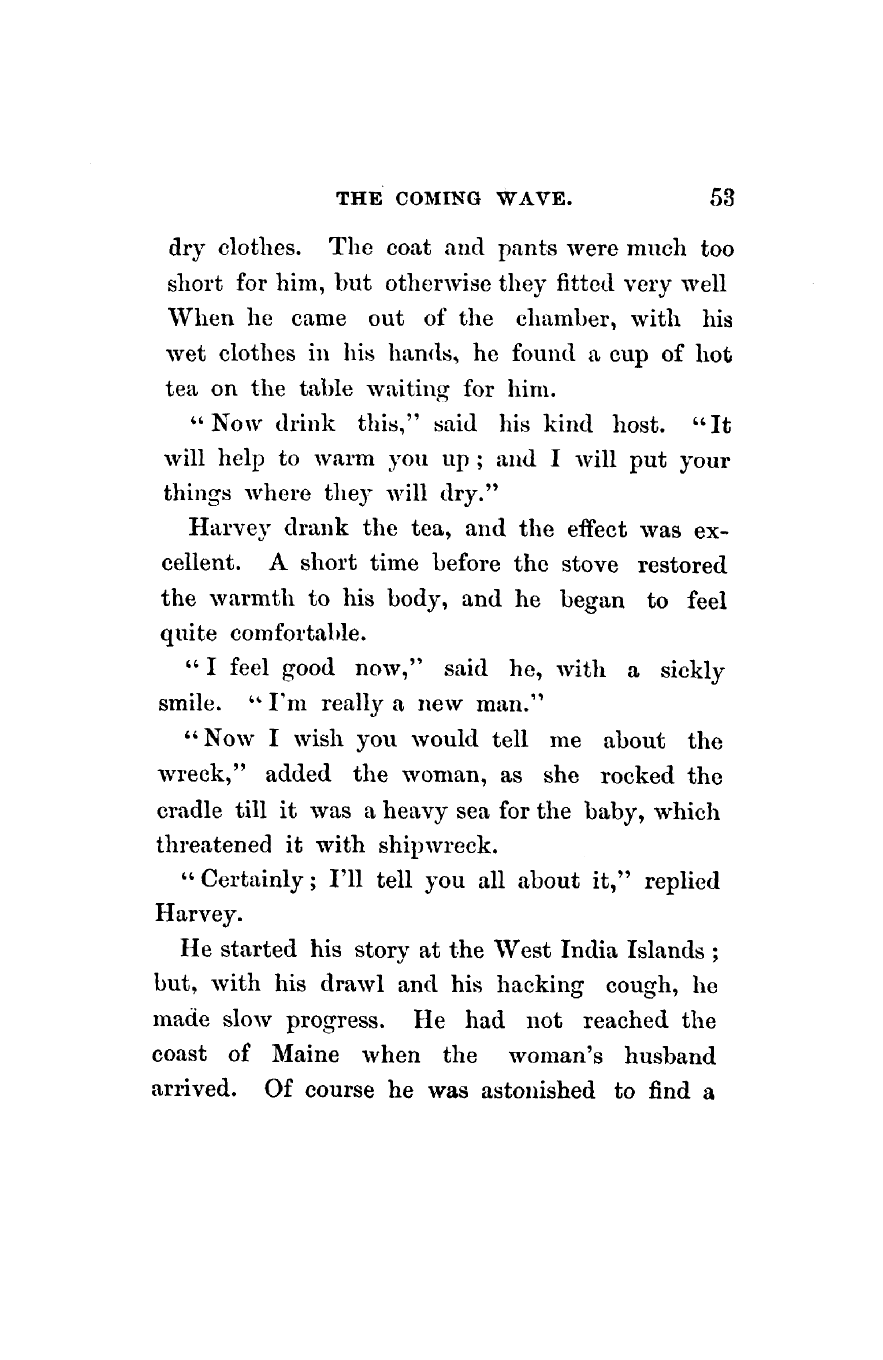 THE COMING WAVE. 53
dry clothes. The coat and pants were much too
short for him, but otherwise they fitted very well
When he came out of the chamber, with his
wet clothes in his hands, he found a cup of hot
tea on the table waiting for him.
“Now drink this,” said his kind host. “It
will help to warm you up; and I will put your
things where they will dry.”
Harvey drank the tea, and the effect was ex-
cellent. A short time before the stove restored
the warmth to his body, and he began to feel
quite comfortable.
“I feel good now,” said he, with a sickly
smile. “I'm really a new man.”
“Now I wish you would tell me about the
wreck,” added the woman, as she rocked the
cradle till it was a heavy sea for the baby, which
threatened it with shipwreck.
“Certainly; I'll tell you all about it,” replied
Harvey.
He started his story at the West India Islands;
but, with his drawl and his hacking cough, he
made slow progress. He had not reached the
coast of Maine when the woman's husband
arrived. Of course he was astonished to find a